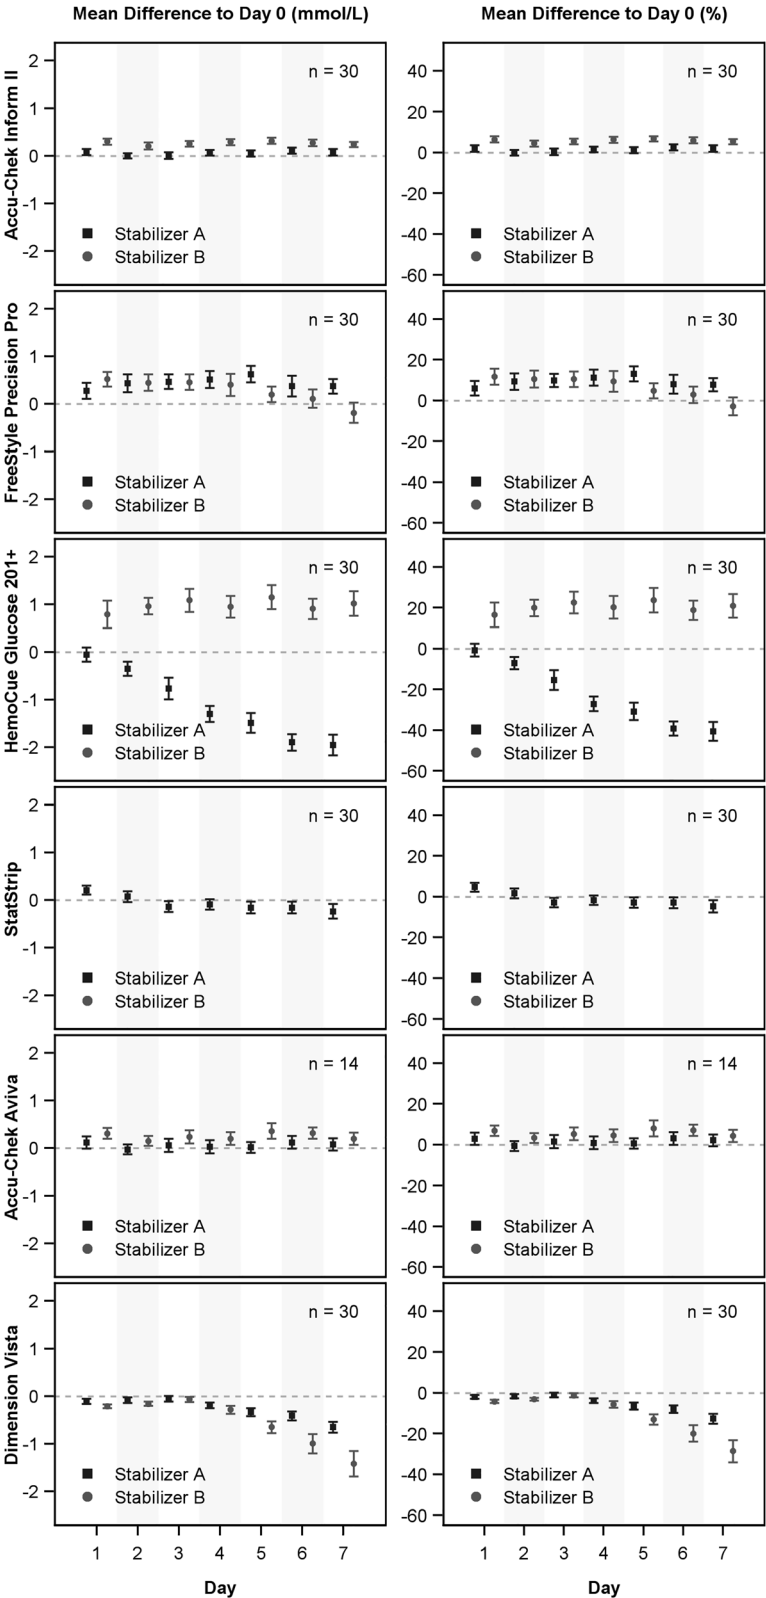 Mean Difference to Day 0 (mmol/L)
Mean Difference to Day 0 (%)
Accu-Chek Inform II
2
1
0
-1
-2
n = 30
Stabilizer A
Stabilizer B
40
20
0
-20
-40
-60
n = 30
Stabilizer A
Stabilizer B
FreeStyle Precision Pro
2
1
0
-1
-2
n = 30
Stabilizer A
Stabilizer B
40
20
0
-20
-40
-60
n = 30
Stabilizer A
Stabilizer B
HemoCue Glucose 201+
2
1
0
-1
-2
n = 30
Stabilizer A
Stabilizer B
40
20
0
-20
-40
-60
n = 30
Stabilizer A
Stabilizer B
StatStrip
2
1
0
-1
-2
n = 30
Stabilizer A
Stabilizer B
40
20
0
-20
-40
-60
n = 30
Stabilizer A
Stabilizer B
Accu-Chek Aviva
2
1
0
-1
-2
n = 14
Stabilizer A
Stabilizer B
40
20
0
-20
-40
-60
n = 14
Stabilizer A
Stabilizer B
Dimension Vista
2
1
0
-1
-2
n = 30
Stabilizer A
Stabilizer B
40
20
0
-20
-40
-60
n = 30
Stabilizer A
Stabilizer B
1 2 3 4 5 6 7
Day
1 2 3 4 5 6 7
Day